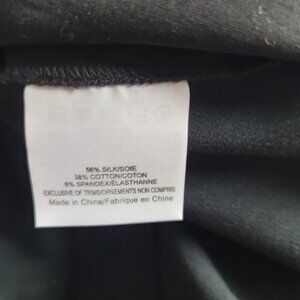 56% SILK/SOIE
38% COTTON/COTON
6% SPANDEX/ÉLASTHANNE
EXCLUSIVE OF TRIMS/ORNEMENTS NON COMPRIS
Made in China/Fabriqué en Chine